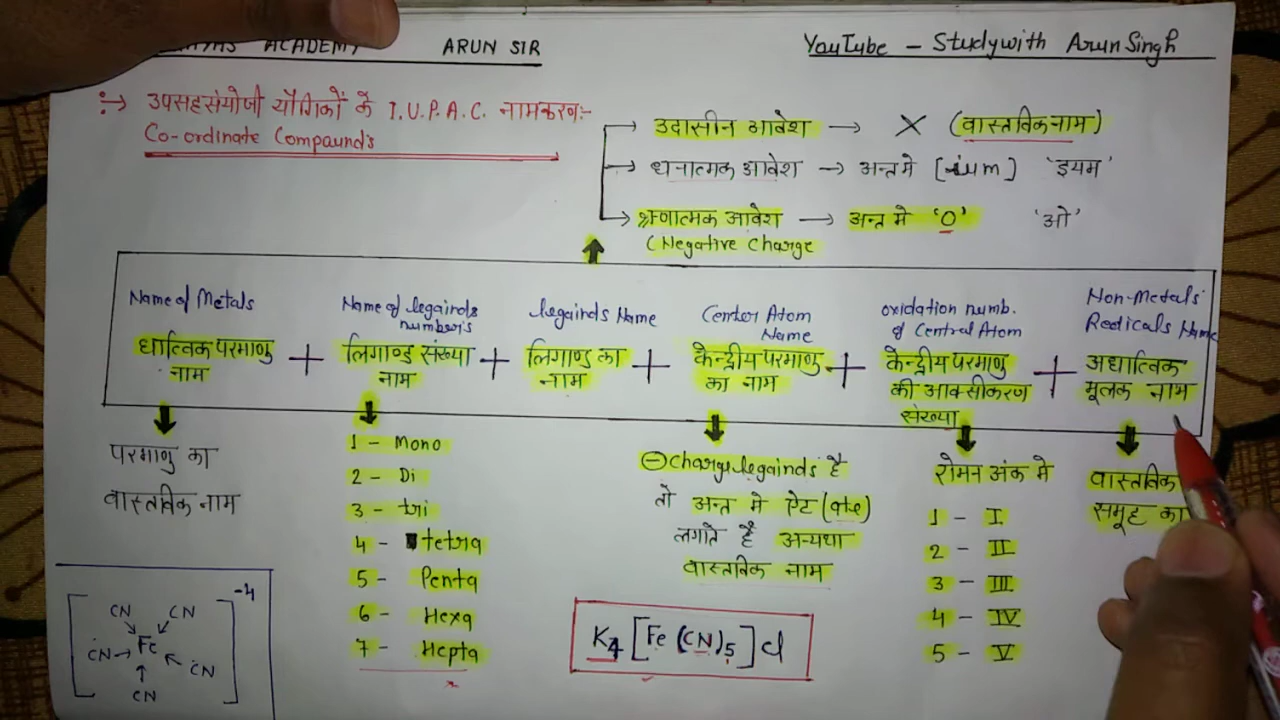 ACADEMY ARUN SIR
YouTube - Studywith Arun Singh
उपसहसंयोजी यौगिकों के I.U.P.A.C. नामकरण:-
Co-ordinate Compaund's
उदासीन आवेश → X (वास्तविक नाम)
धनात्मक आवेश → अन्त मे [-ium] 'इयम'
ऋणात्मक आवेश → अन्त मे 'O' 'ओ'
(Negative Charge
Name of Metals
धात्विक परमाणु
नाम
+
Name of legainds
number's
लिगाण्ड संख्या
नाम
+
legainds Name
लिगाण्ड का
नाम
+
Center Atom
Name
केन्द्रीय परमाणु
का नाम
+
oxidation numb.
of Central Atom
केन्द्रीय परमाणु
की आक्सीकरण
संख्या
+
Non-Metals
Redicals Name
अधात्विक
मूलक नाम
परमाणु का
वास्तविक नाम
1 - Mono
2 - Di
3 - tri
4 - tetra
5 - Penta
6 - Hexa
7 - Hepta
⊖ charge legainds है
तो अन्त मे ऐट (ate)
लगाते है अन्यथा
वास्तविक नाम
रोमन अंक मे
1 - I
2 - II
3 - III
4 - IV
5 - V
वास्तविक
समूह का
[Fe CN CN CN CN CN]-4
K4 [Fe (CN)5] Cl